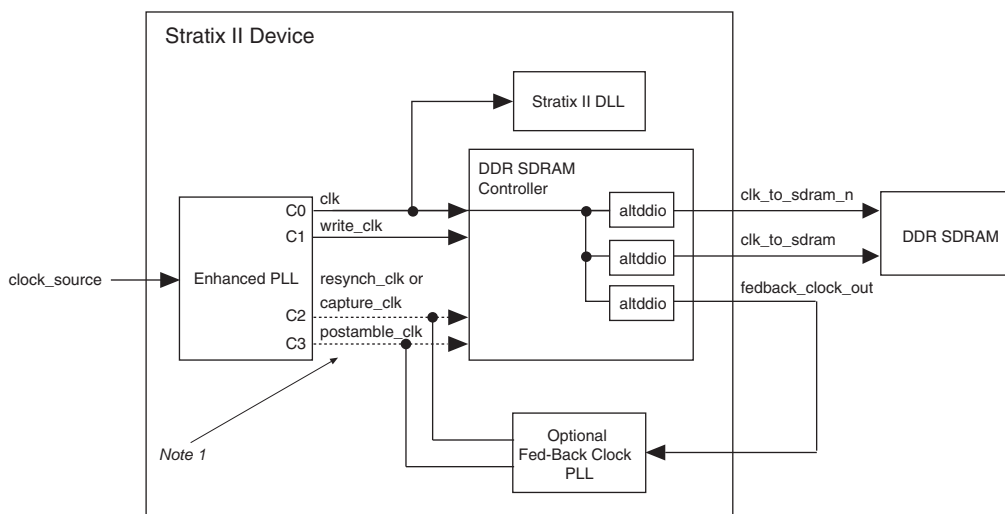 Stratix II Device
Stratix II DLL
DDR SDRAM
Controller
clk
C0
write_clk
C1
altddio
clk_to_sdram_n
altddio
clk_to_sdram
altddio
fedback_clock_out
DDR SDRAM
clock_source
Enhanced PLL
resynch_clk or
capture_clk
C2
postamble_clk
C3
Note 1
Optional
Fed-Back Clock
PLL